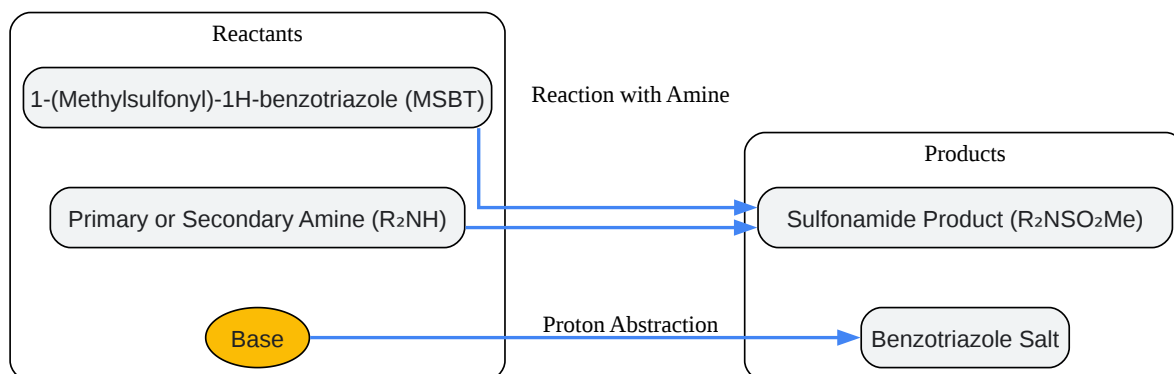 Reactants
1-(Methylsulfonyl)-1H-benzotriazole (MSBT)
Reaction with Amine
Products
Primary or Secondary Amine (R₂NH)
Sulfonamide Product (R₂NSO₂Me)
Base
Proton Abstraction
Benzotriazole Salt